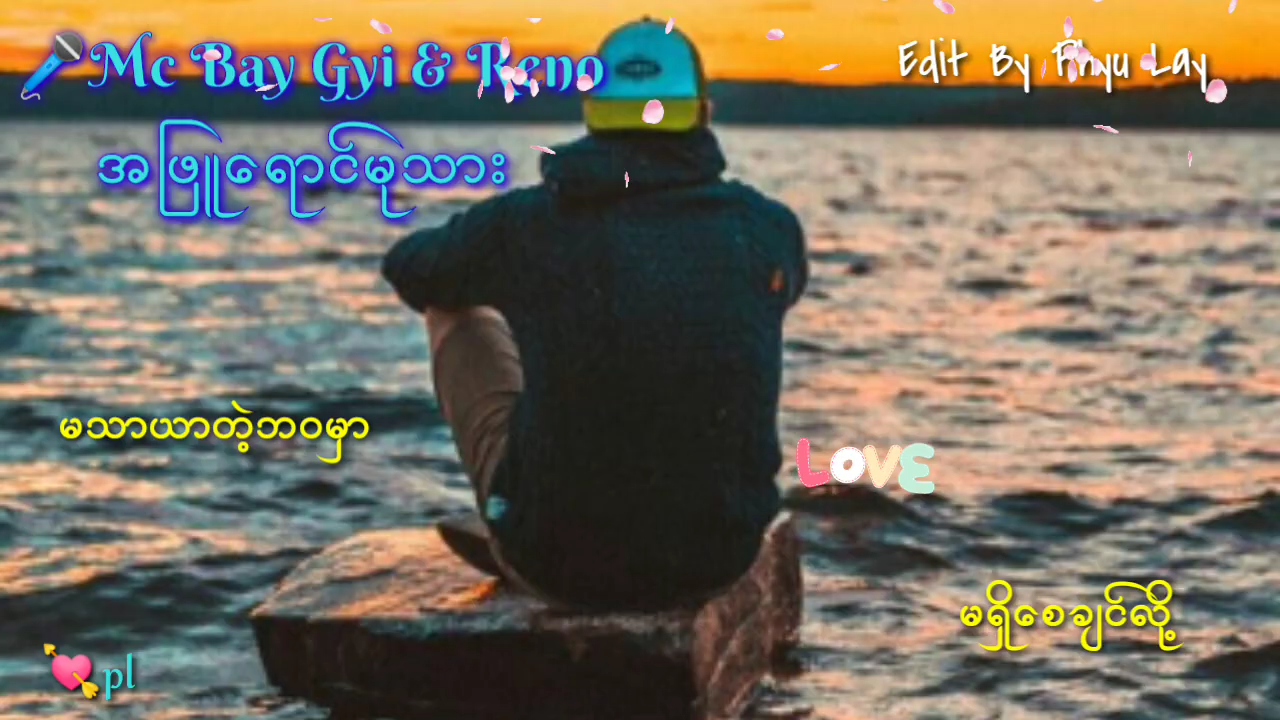 🎤Mc Bay Gyi & Reno
Edit By Phyu Lay
အဖြူရောင်မုသား
မသာယာတဲ့ဘဝမှာ
LOVE
မရှိစေချင်လို့
💘pl